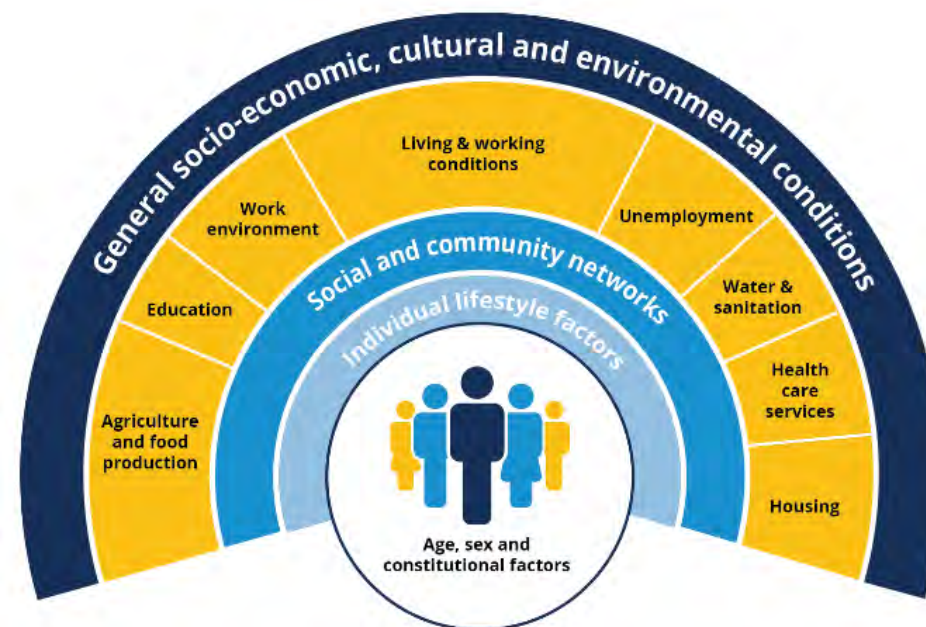 General socio-economic, cultural and environmental conditions
Living & working
conditions
Work
environment
Unemployment
Education
Water &
sanitation
Agriculture
and food
production
Health
care
services
Housing
Social and community networks
Individual lifestyle factors
Age, sex and
constitutional factors